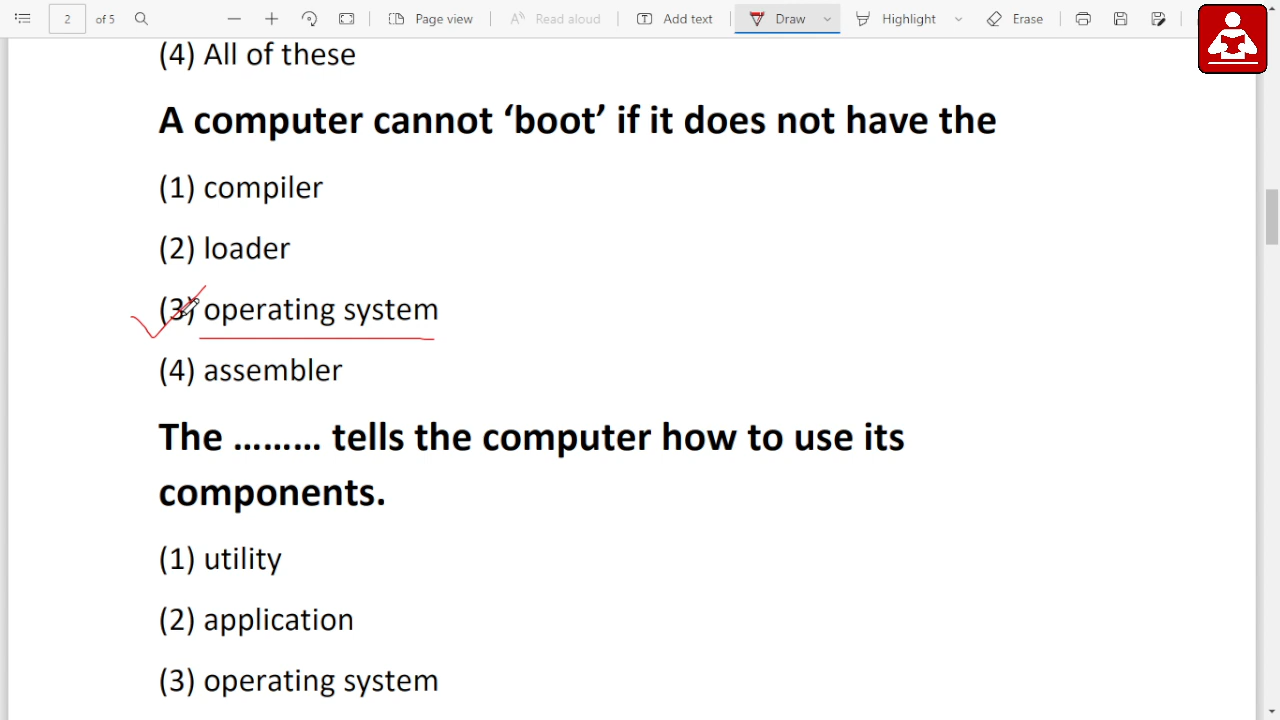 2 of 5 Page view Read aloud Add text Draw Highlight Erase
(4) All of these
A computer cannot ‘boot’ if it does not have the
(1) compiler
(2) loader
(3) operating system
(4) assembler
The ......... tells the computer how to use its
components.
(1) utility
(2) application
(3) operating system